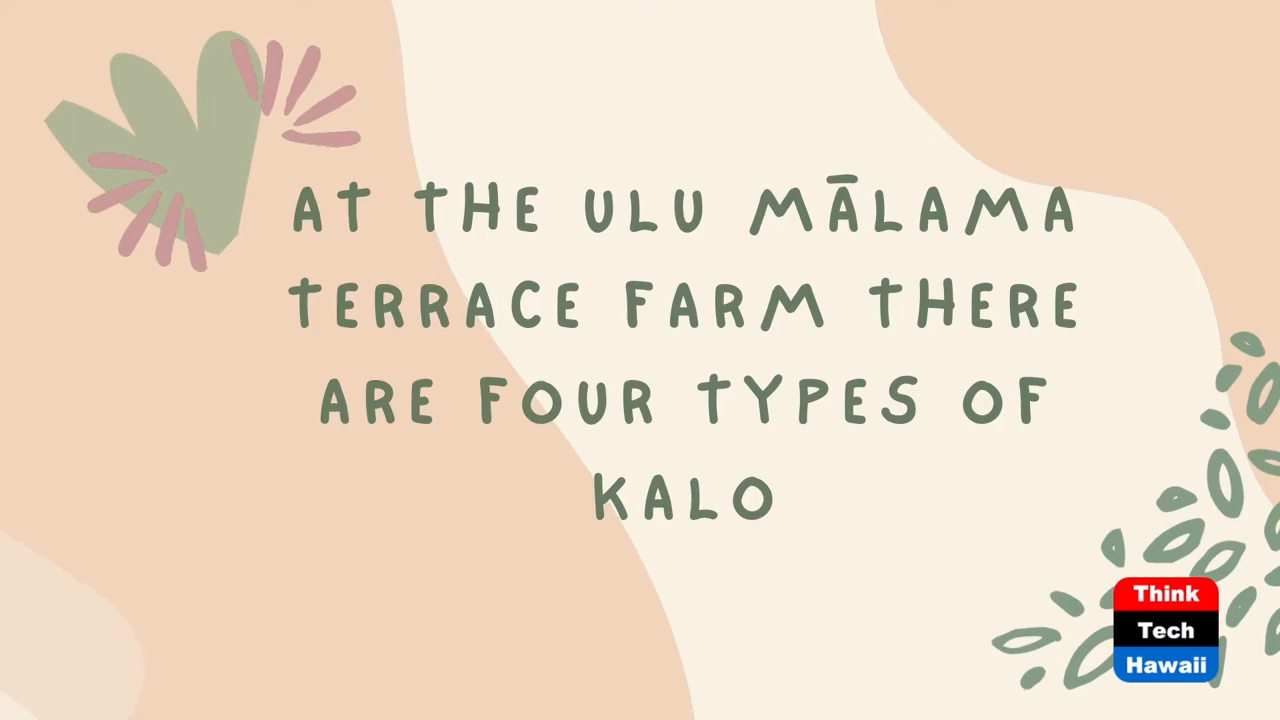 AT THE ULU MĀLAMA
TERRACE FARM THERE
ARE FOUR TYPES OF
KALO
Think
Tech
Hawaii